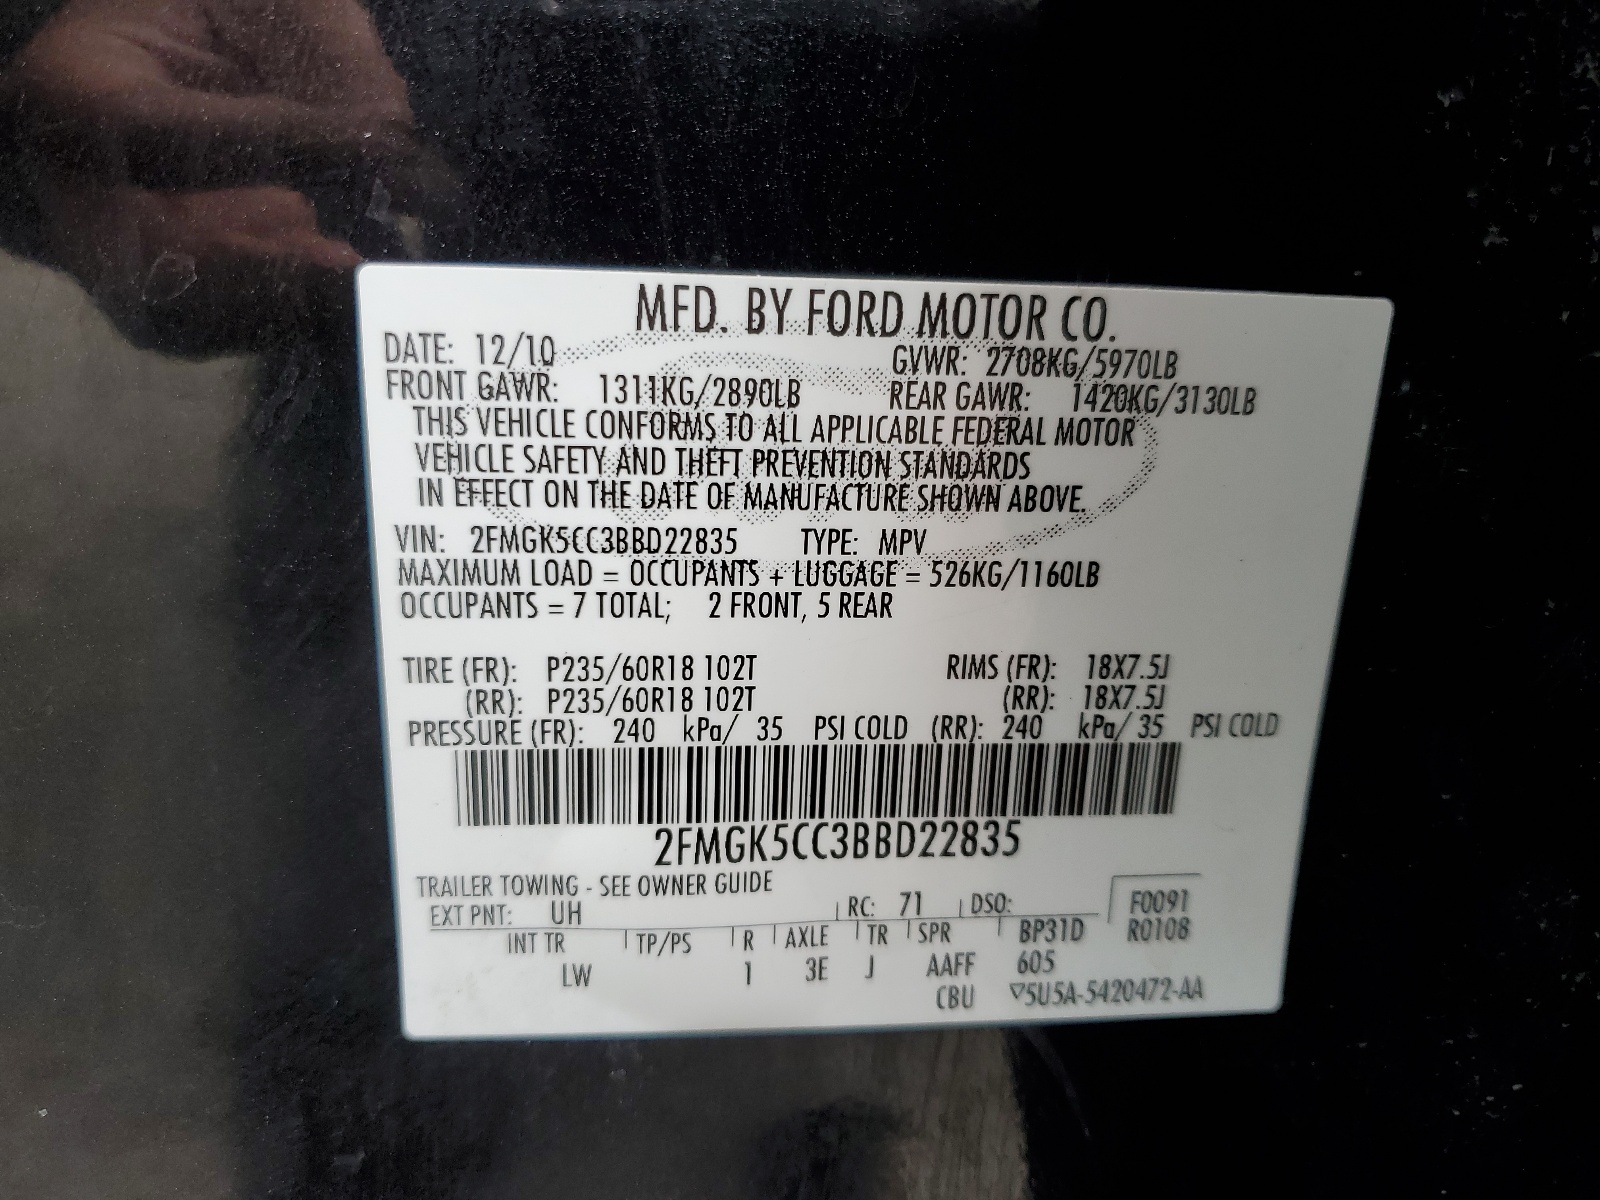 MFD. BY FORD MOTOR CO.
DATE: 12/10 GVWR: 2708KG/5970LB
FRONT GAWR: 1311KG/2890LB REAR GAWR: 1420KG/3130LB
THIS VEHICLE CONFORMS TO ALL APPLICABLE FEDERAL MOTOR
VEHICLE SAFETY AND THEFT PREVENTION STANDARDS
IN EFFECT ON THE DATE OF MANUFACTURE SHOWN ABOVE.
VIN: 2FMGK5CC3BBD22835 TYPE: MPV
MAXIMUM LOAD = OCCUPANTS + LUGGAGE = 526KG/1160LB
OCCUPANTS = 7 TOTAL; 2 FRONT, 5 REAR
TIRE (FR): P235/60R18 102T RIMS (FR): 18X7.5J
(RR): P235/60R18 102T (RR): 18X7.5J
PRESSURE (FR): 240 kPa/ 35 PSI COLD (RR): 240 kPa/ 35 PSI COLD
2FMGK5CC3BBD22835
TRAILER TOWING - SEE OWNER GUIDE
EXT PNT: UH RC: 71 DSO: F0091
INT TR TP/PS R AXLE TR SPR BP31D R0108
LW 1 3E J AAFF 605
CBU ▽5U5A-5420472-AA